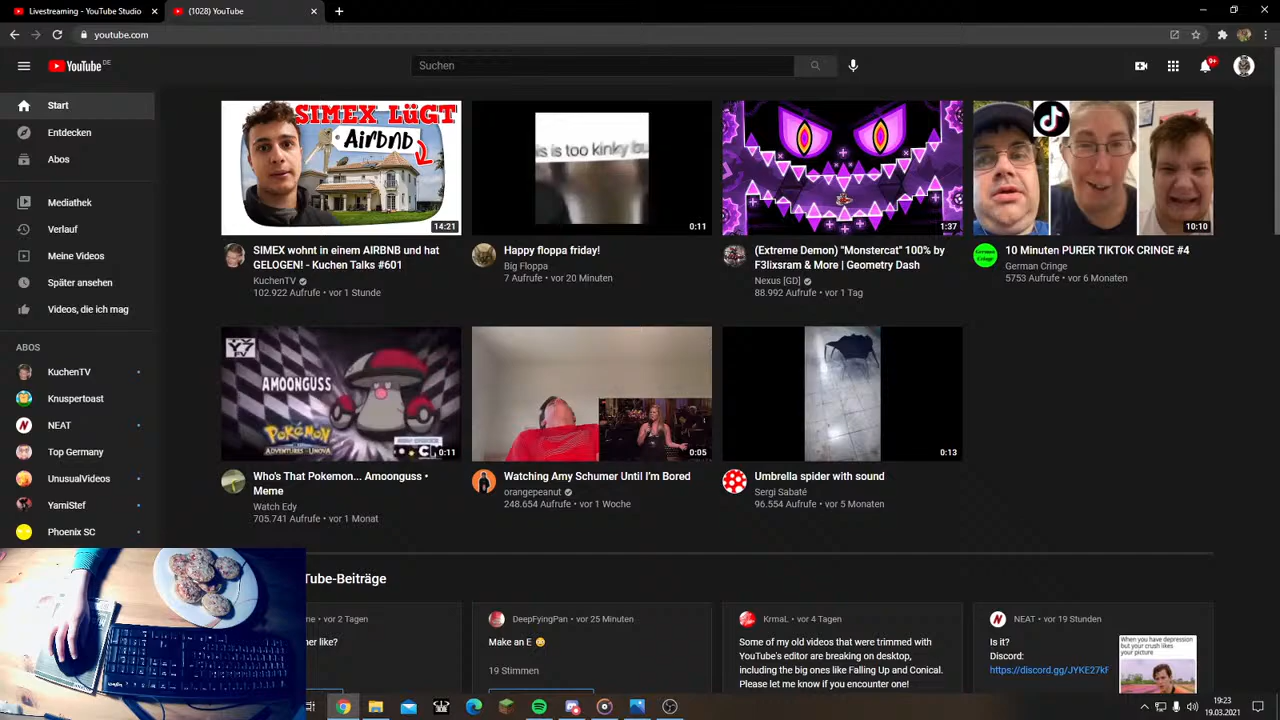 Livestreaming - YouTube Studio
(1028) YouTube
youtube.com
YouTube DE
Suchen
9+
Start
Entdecken
Abos
Mediathek
Verlauf
Meine Videos
Später ansehen
Videos, die ich mag
ABOS
KuchenTV
Knuspertoast
NEAT
Top Germany
UnusualVideos
YamiStef
Phoenix SC
SIMEX LüGT
Airbnb
14:21
SIMEX wohnt in einem AIRBNB und hat
GELOGEN! - Kuchen Talks #601
KuchenTV
102.922 Aufrufe • vor 1 Stunde
is is too kinky
0:11
Happy floppa friday!
Big Floppa
7 Aufrufe • vor 20 Minuten
1:37
(Extreme Demon) "Monstercat" 100% by
F3lixsram & More | Geometry Dash
Nexus [GD]
88.992 Aufrufe • vor 1 Tag
10:10
10 Minuten PURER TIKTOK CRINGE #4
German Cringe
5753 Aufrufe • vor 6 Monaten
Y7
AMOONGUSS
POKéMON
ADVENTURES - UNOVA
0:11
Who's That Pokemon... Amoonguss •
Meme
Watch Edy
705.741 Aufrufe • vor 1 Monat
0:05
Watching Amy Schumer Until I'm Bored
orangepeanut
248.654 Aufrufe • vor 1 Woche
0:13
Umbrella spider with sound
Sergi Sabaté
96.554 Aufrufe • vor 5 Monaten
Tube-Beiträge
vor 2 Tagen
her like?
DeepFyingPan • vor 25 Minuten
Make an E
19 Stimmen
KrmaL • vor 4 Tagen
Some of my old videos that were trimmed with
YouTube's editor are breaking on desktop,
including the big ones like Falling Up and Conical.
Please let me know if you encounter one!
NEAT • vor 19 Stunden
Is it?
Discord:
https://discord.gg/JYKE27kF
When you have depression
but your crush likes
your picture
19:23
19.03.2021